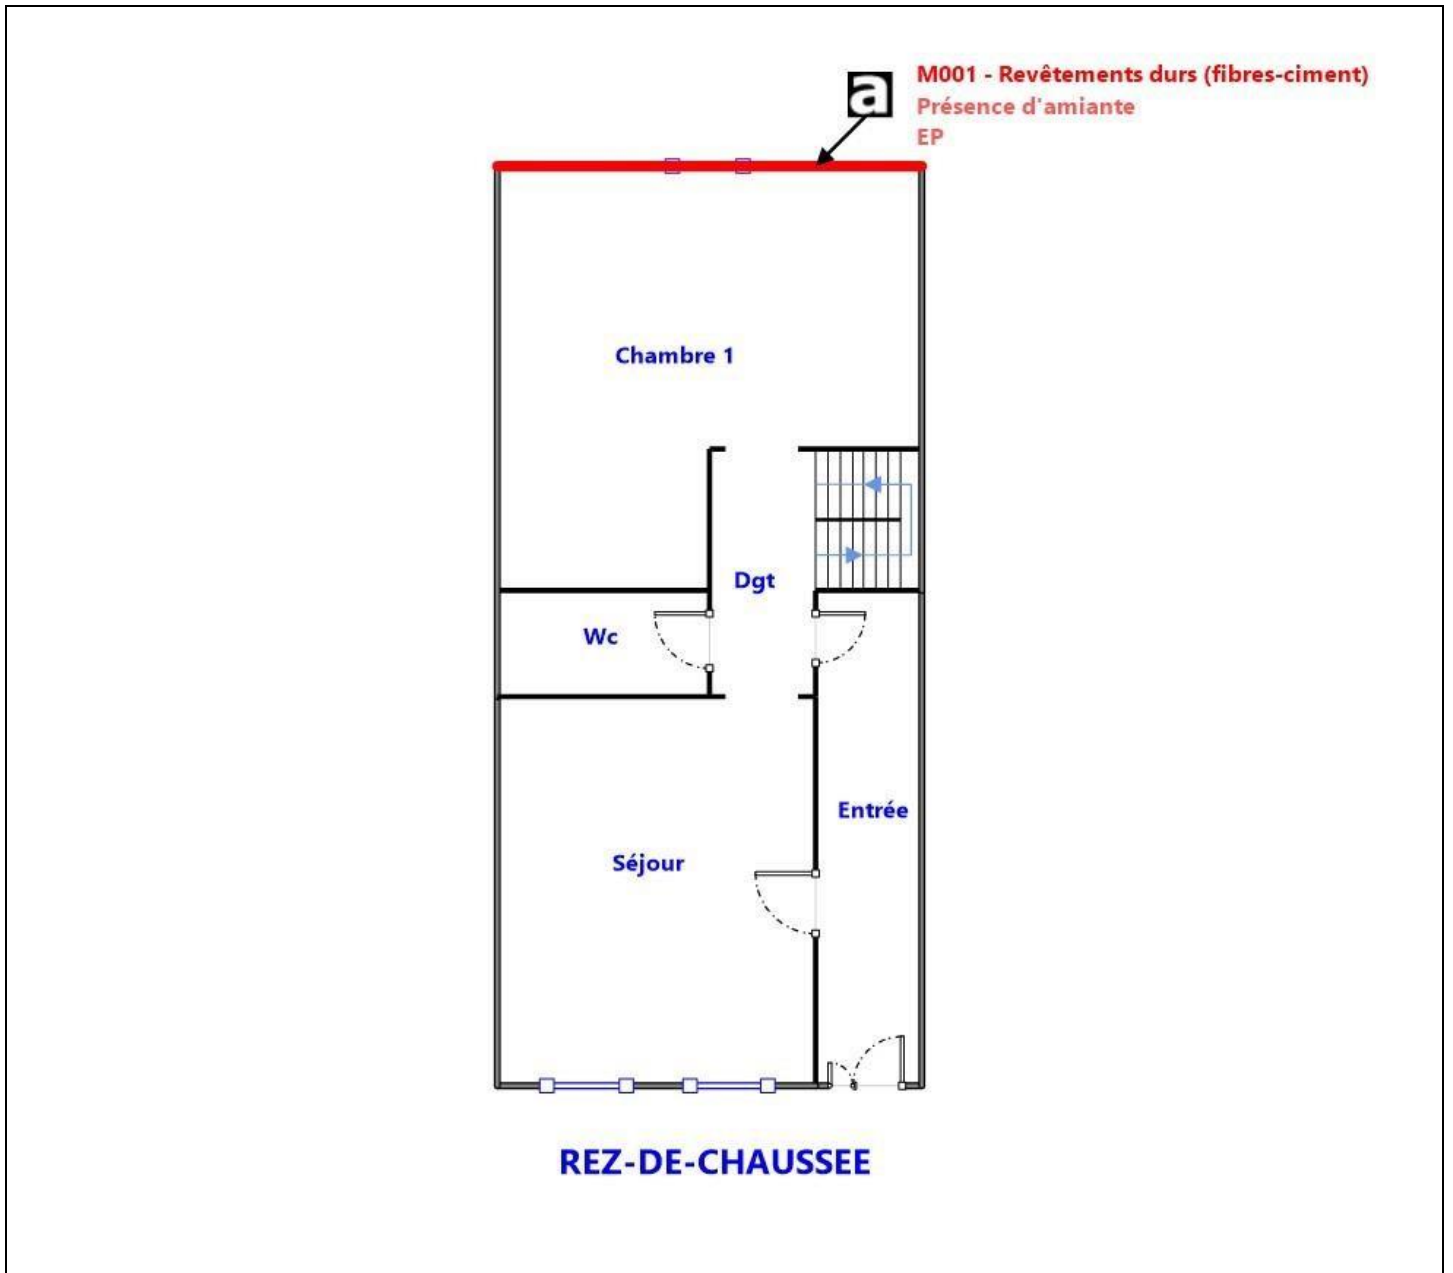 a
M001 - Revêtements durs (fibres-ciment)
Présence d'amiante
EP
Chambre 1
Dgt
Wc
Entrée
Séjour
REZ-DE-CHAUSSEE